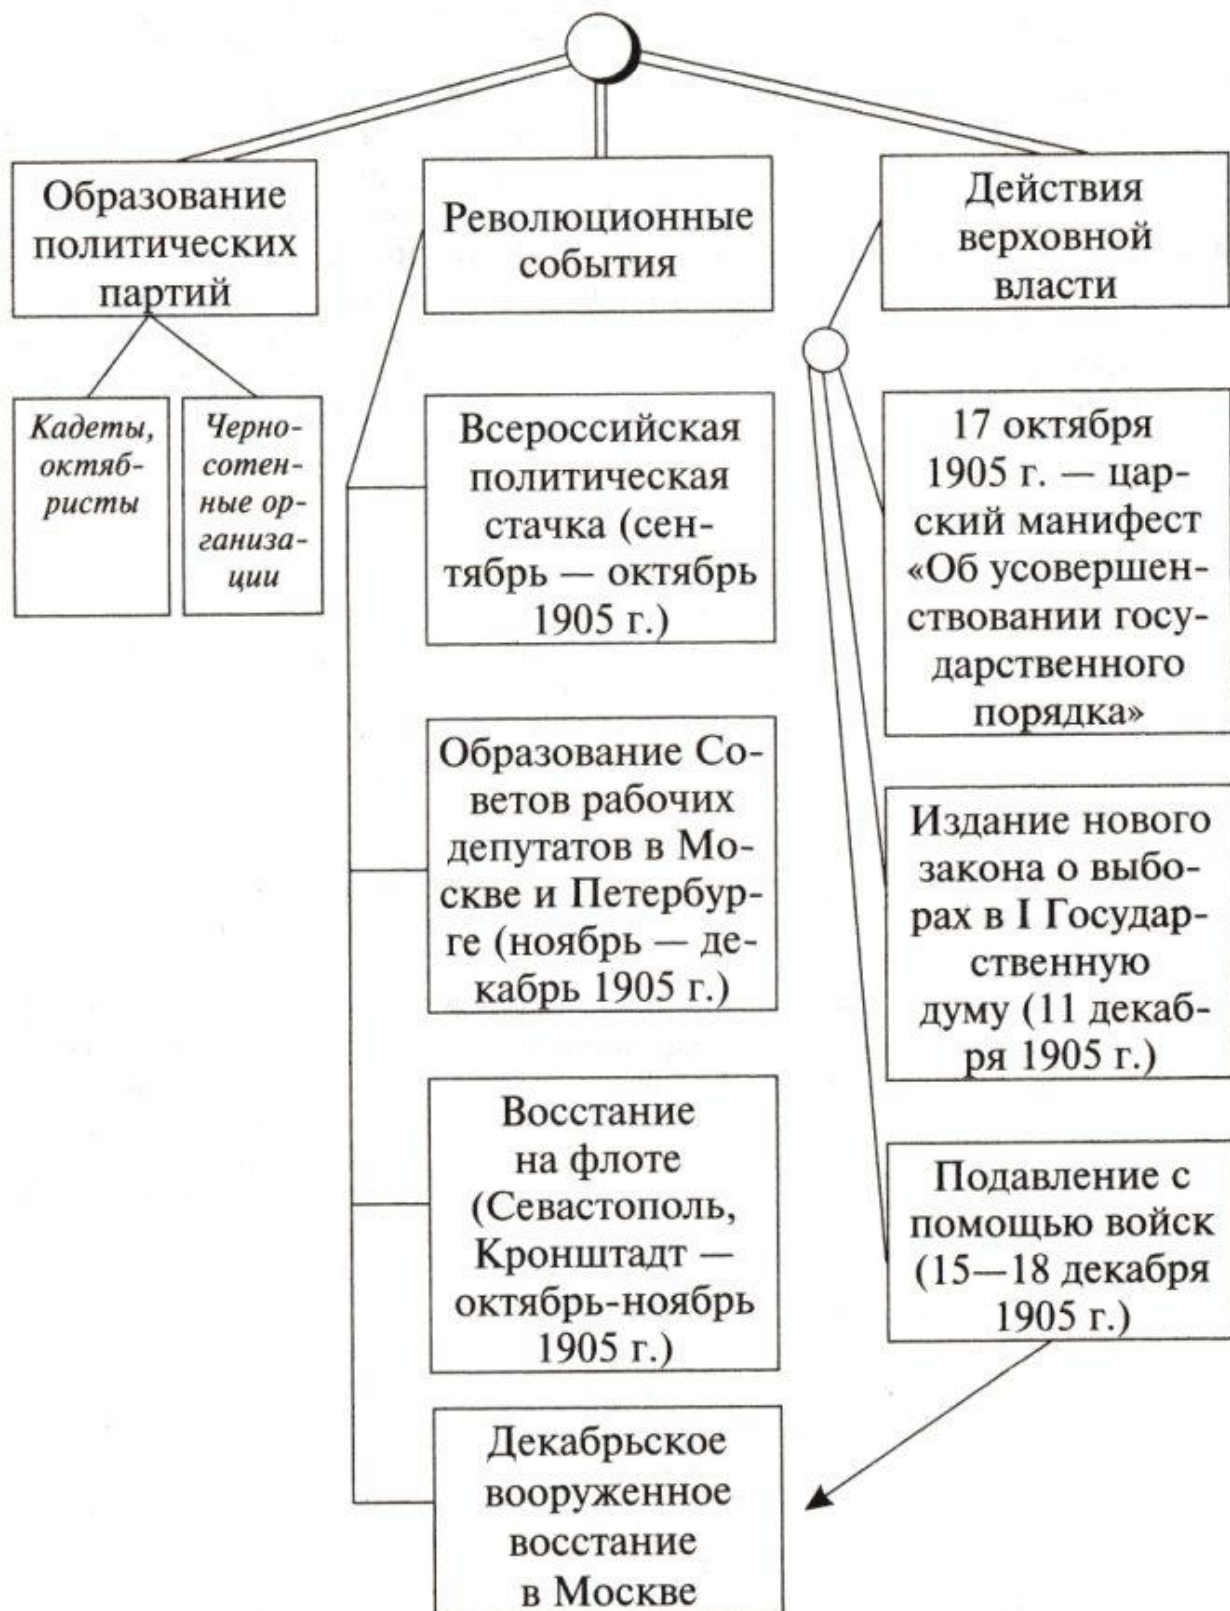 Образование
политических
партий
Кадеты,
октяб-
ристы
Черно-
сотен-
ные ор-
ганиза-
ции
Революционные
события
Всероссийская
политическая
стачка (сен-
тябрь — октябрь
1905 г.)
Образование Со-
ветов рабочих
депутатов в Мо-
скве и Петербур-
ге (ноябрь — де-
кабрь 1905 г.)
Восстание
на флоте
(Севастополь,
Кронштадт —
октябрь-ноябрь
1905 г.)
Декабрьское
вооруженное
восстание
в Москве
Действия
верховной
власти
17 октября
1905 г. — цар-
ский манифест
«Об усовершен-
ствовании госу-
дарственного
порядка»
Издание нового
закона о выбо-
рах в I Государ-
ственную
думу (11 декаб-
ря 1905 г.)
Подавление с
помощью войск
(15—18 декабря
1905 г.)